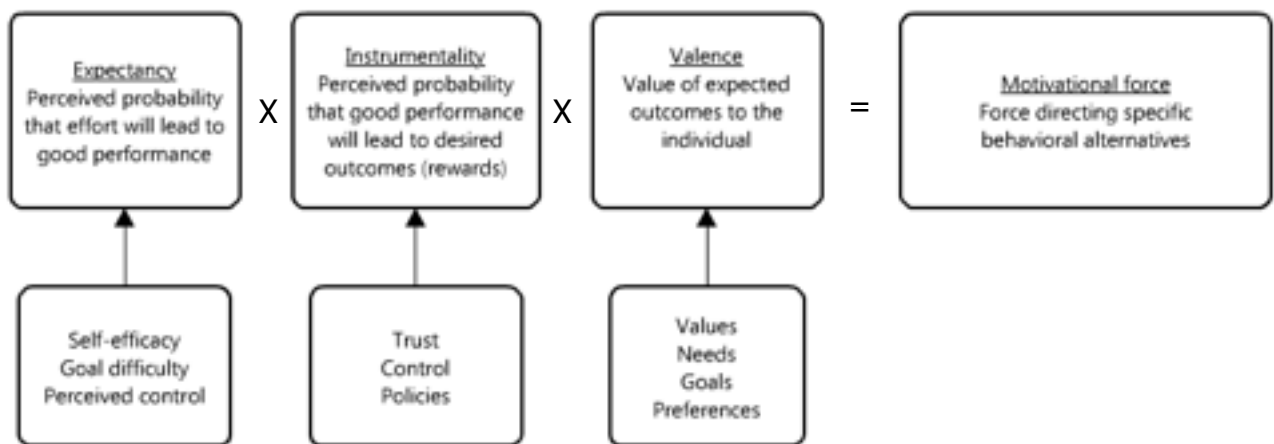 Expectancy
Perceived probability
that effort will lead to
good performance
X
Instrumentality
Perceived probability
that good performance
will lead to desired
outcomes (rewards)
X
Valence
Value of expected
outcomes to the
individual
=
Motivational force
Force directing specific
behavioral alternatives
Self-efficacy
Goal difficulty
Perceived control
Trust
Control
Policies
Values
Needs
Goals
Preferences